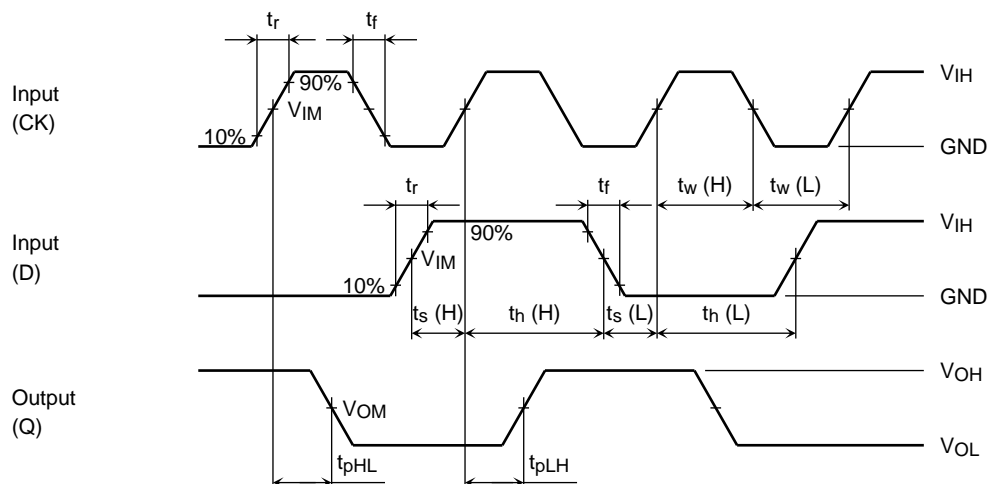 tr tf
Input
(CK)
90%
VIM
10%
VIH
GND
tr tf tw (H) tw (L)
Input
(D)
90%
VIM
10%
VIH
GND
ts (H) th (H) ts (L) th (L)
Output
(Q)
VOM
VOH
VOL
tpHL tpLH